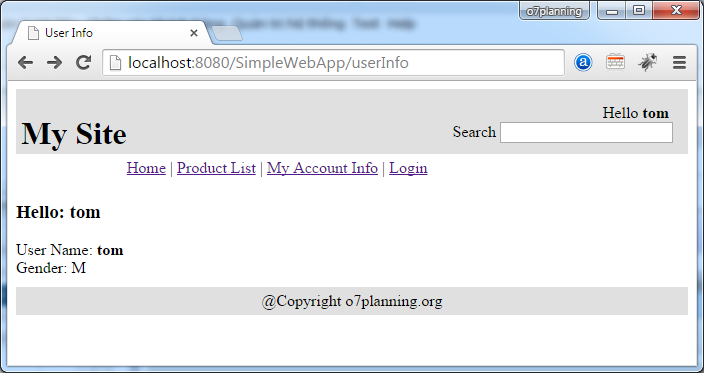 o7planning
User Info
localhost:8080/SimpleWebApp/userInfo
Hello tom
My Site
Search
Home | Product List | My Account Info | Login
Hello: tom
User Name: tom
Gender: M
@Copyright o7planning.org